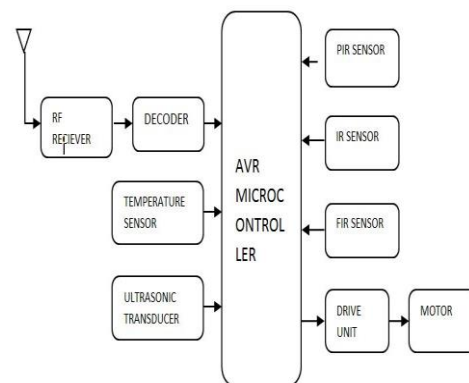 RF
RECIEVER
DECODER
TEMPERATURE
SENSOR
ULTRASONIC
TRANSDUCER
AVR
MICROC
ONTROL
LER
PIR SENSOR
IR SENSOR
FIR SENSOR
DRIVE
UNIT
MOTOR